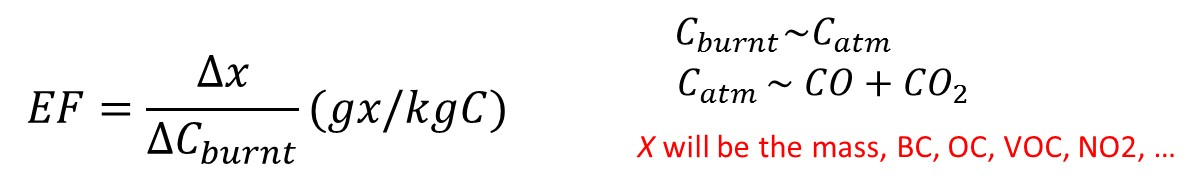 EF = Δx / ΔC_burnt (gx/kgC)
C_burnt~C_atm
C_atm ~ CO + CO₂
X will be the mass, BC, OC, VOC, NO2, ...